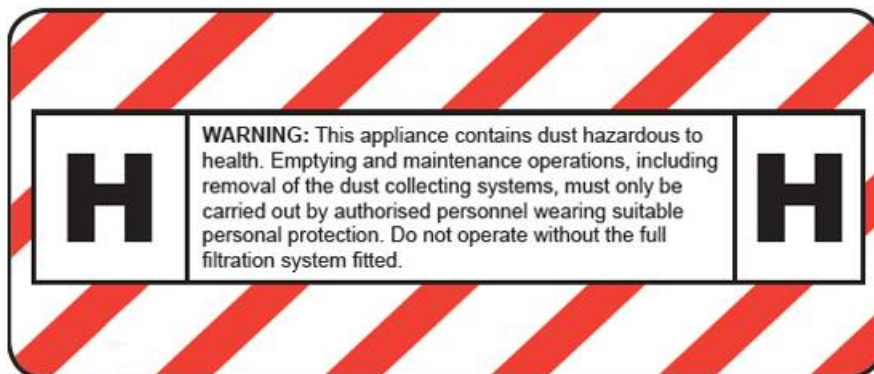 H
WARNING: This appliance contains dust hazardous to
health. Emptying and maintenance operations, including
removal of the dust collecting systems, must only be
carried out by authorised personnel wearing suitable
personal protection. Do not operate without the full
filtration system fitted.
H